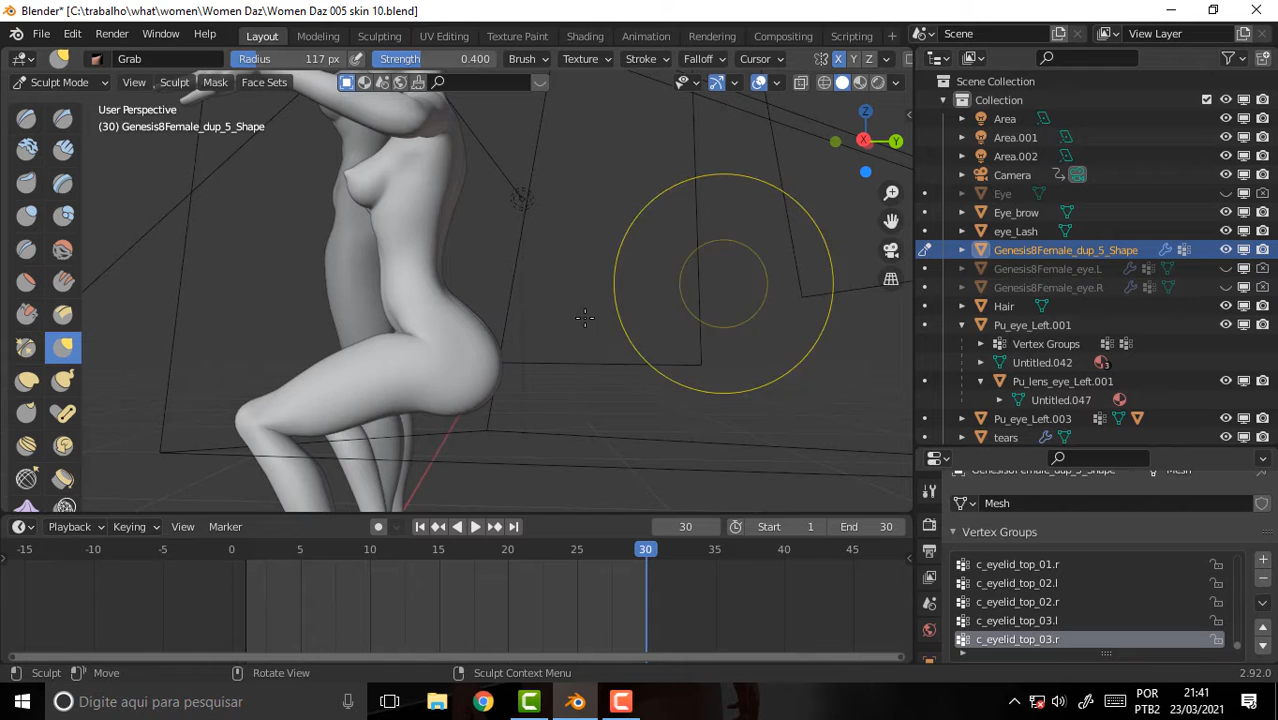 Blender* [C:\trabalho\what\women\Women Daz\Women Daz 005 skin 10.blend]
File Edit Render Window Help Layout Modeling Sculpting UV Editing Texture Paint Shading Animation Rendering Compositing Scripting Scene View Layer
Grab Radius 117 px Strength 0.400 Brush Texture Stroke Falloff Cursor X Y Z
Sculpt Mode View Sculpt Mask Face Sets
User Perspective
(30) Genesis8Female_dup_5_Shape
Z
X
Y
Scene Collection
Collection
Area
Area.001
Area.002
Camera
Eye
Eye_brow
eye_Lash
Genesis8Female_dup_5_Shape
Genesis8Female_eye.L
Genesis8Female_eye.R
Hair
Pu_eye_Left.001
Vertex Groups
Untitled.042
3
Pu_lens_eye_Left.001
Untitled.047
Pu_eye_Left.003
tears
Genesis8Female_dup_5_Shape Mesh
Mesh
Vertex Groups
c_eyelid_top_01.r
c_eyelid_top_02.l
c_eyelid_top_02.r
c_eyelid_top_03.l
c_eyelid_top_03.r
Playback Keying View Marker 30 Start 1 End 30
-15 -10 -5 0 5 10 15 20 25 30 35 40 45
Sculpt Move Rotate View Sculpt Context Menu 2.92.0
Digite aqui para pesquisar
POR
PTB2
21:41
23/03/2021